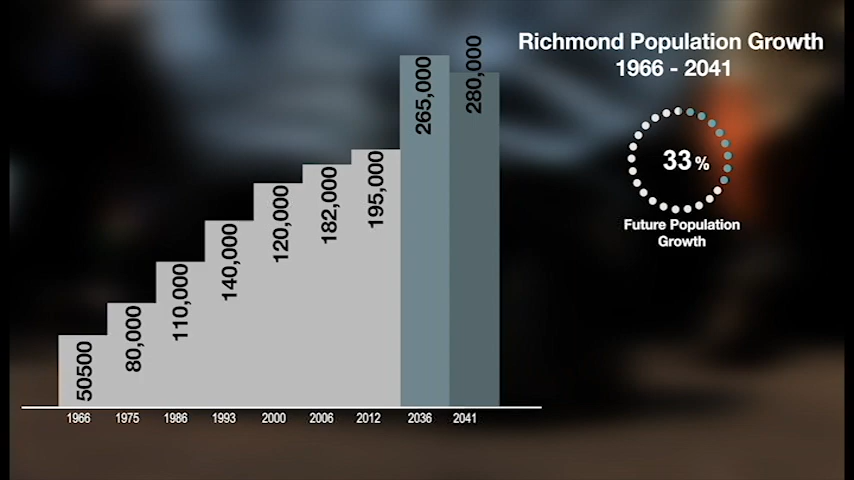 Richmond Population Growth
1966 - 2041
33 %
Future Population
Growth
50500
80,000
110,000
140,000
120,000
182,000
195,000
265,000
280,000
1966 1975 1986 1993 2000 2006 2012 2036 2041